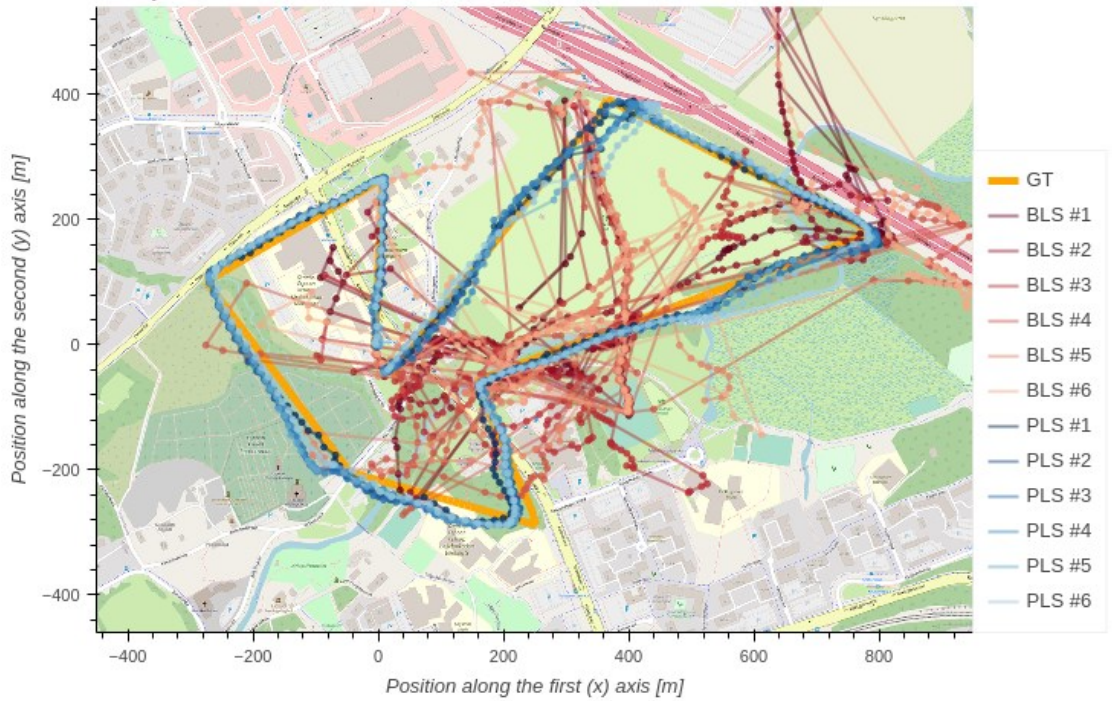 400
200
0
−200
−400
Position along the second (y) axis [m]
−400 −200 0 200 400 600 800
Position along the first (x) axis [m]
GT
BLS #1
BLS #2
BLS #3
BLS #4
BLS #5
BLS #6
PLS #1
PLS #2
PLS #3
PLS #4
PLS #5
PLS #6